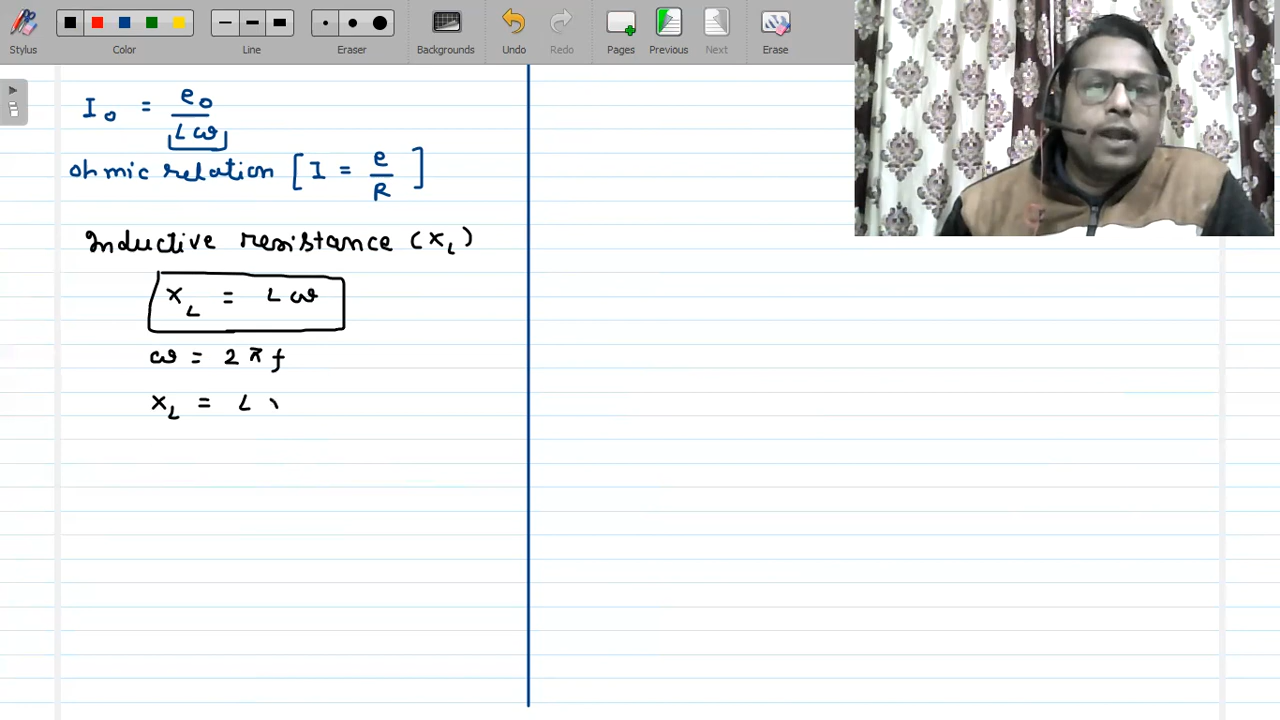 Stylus Color Line Eraser Backgrounds Undo Redo Pages Previous Next Erase
I₀ = e₀/Lω
ohmic relation [I = e/R]
Inductive resistance (X_L)
X_L = Lω
ω = 2πf
X_L = L